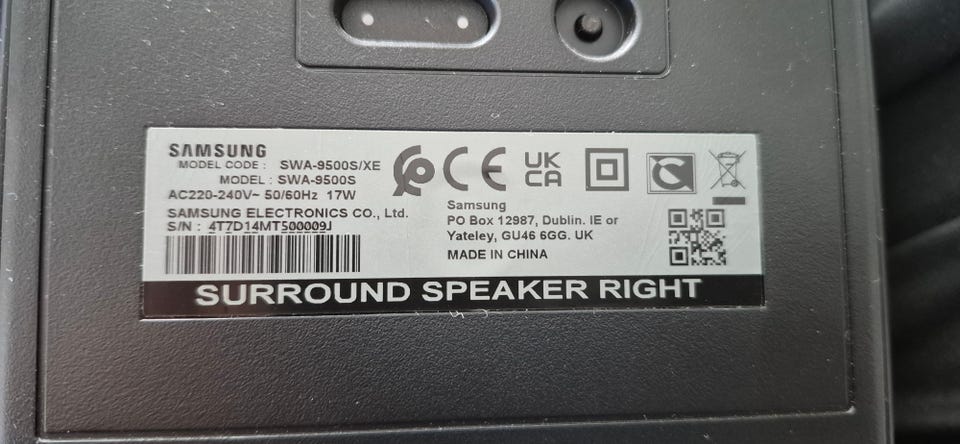 SAMSUNG
MODEL CODE : SWA-9500S/XE
MODEL : SWA-9500S
AC220-240V~ 50/60Hz 17W
SAMSUNG ELECTRONICS CO., Ltd.
S/N : 4T7D14MT500009J
CE
UK
CA
Samsung
PO Box 12987, Dublin. IE or
Yateley, GU46 6GG. UK
MADE IN CHINA
SURROUND SPEAKER RIGHT